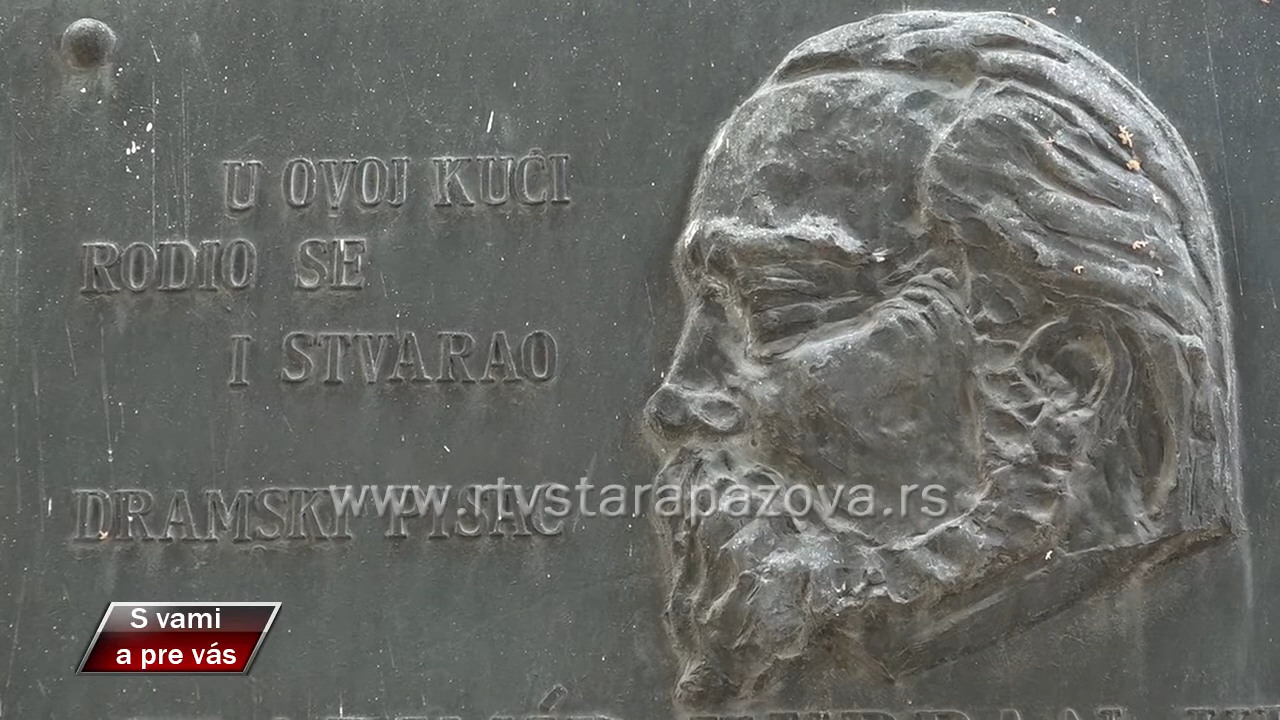 U OVOJ KUĆI
RODIO SE
I STVARAO
DRAMSKI PISAC
www.rtvstarapazova.rs
S vami
a pre vás